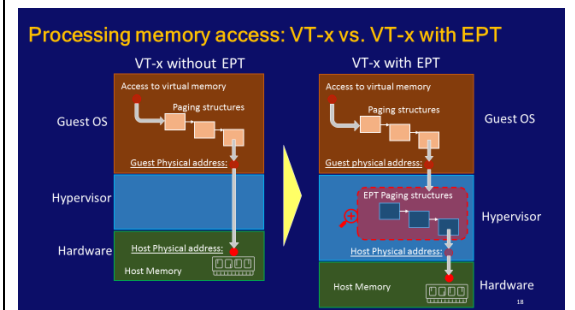 Processing memory access: VT-x vs. VT-x with EPT
VT-x without EPT
Access to virtual memory
Paging structures
Guest OS
Guest Physical address:
Hypervisor
Hardware
Host Physical address:
Host Memory
VT-x with EPT
Access to virtual memory
Paging structures
Guest OS
Guest physical address:
EPT Paging structures
Hypervisor
Host Physical address:
Host Memory
Hardware
18